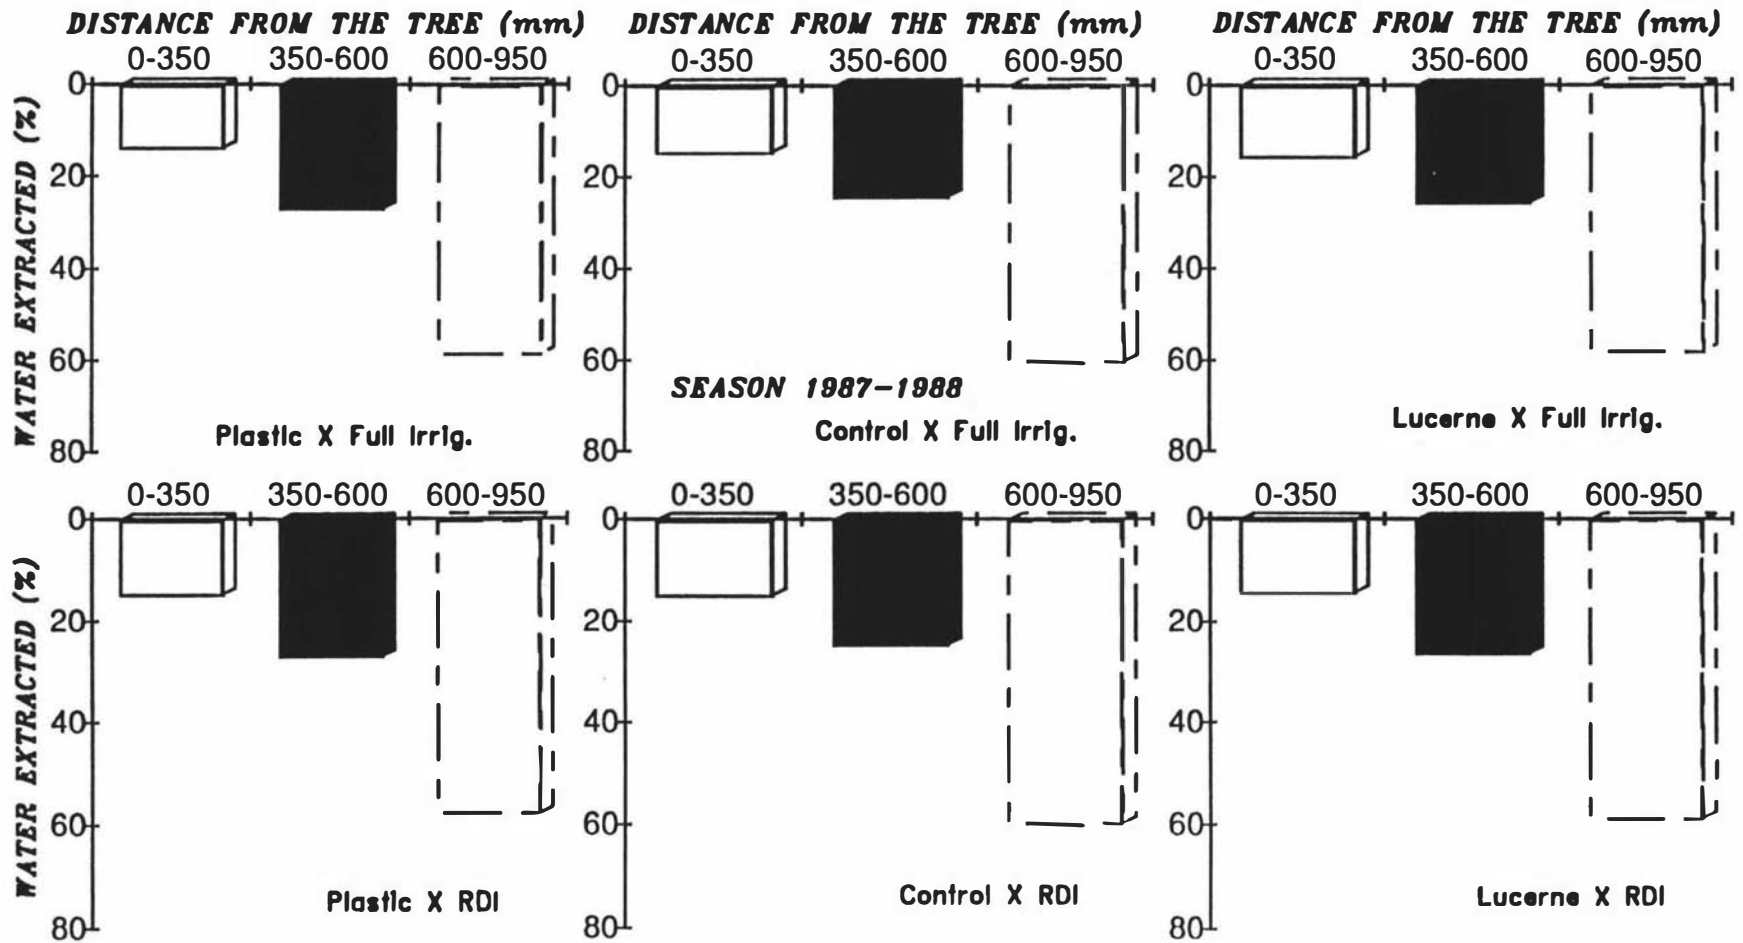 DISTANCE FROM THE TREE (mm) DISTANCE FROM THE TREE (mm) DISTANCE FROM THE TREE (mm)
0-350 350-600 600-950 0-350 350-600 600-950 0-350 350-600 600-950
WATER EXTRACTED (%)
0 0 0
20 20 20
40 40 40
60 60 60
SEASON 1987-1988
Plastic X Full Irrig. Control X Full Irrig. Lucerne X Full Irrig.
80 80 80
0-350 350-600 600-950 0-350 350-600 600-950 0-350 350-600 600-950
WATER EXTRACTED (%)
0 0 0
20 20 20
40 40 40
60 60 60
Plastic X RDI Control X RDI Lucerne X RDI
80 80 80